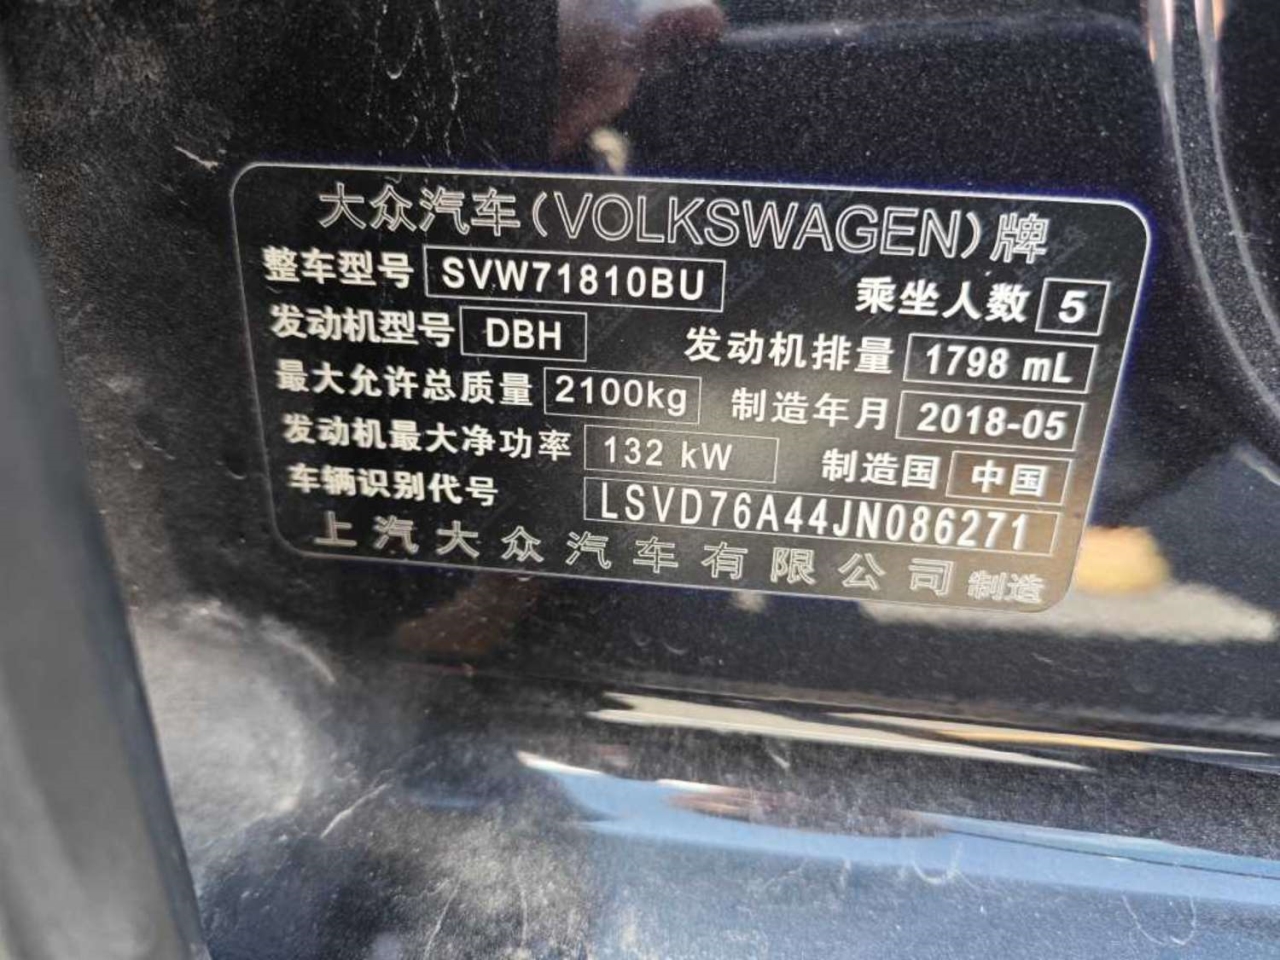 大众汽车(VOLKSWAGEN)牌
整车型号 SVW71810BU 乘坐人数 5
发动机型号 DBH 发动机排量 1798 mL
最大允许总质量 2100kg 制造年月 2018-05
发动机最大净功率 132 kW 制造国 中国
车辆识别代号 LSVD76A44JN086271
上汽大众汽车有限公司 制造